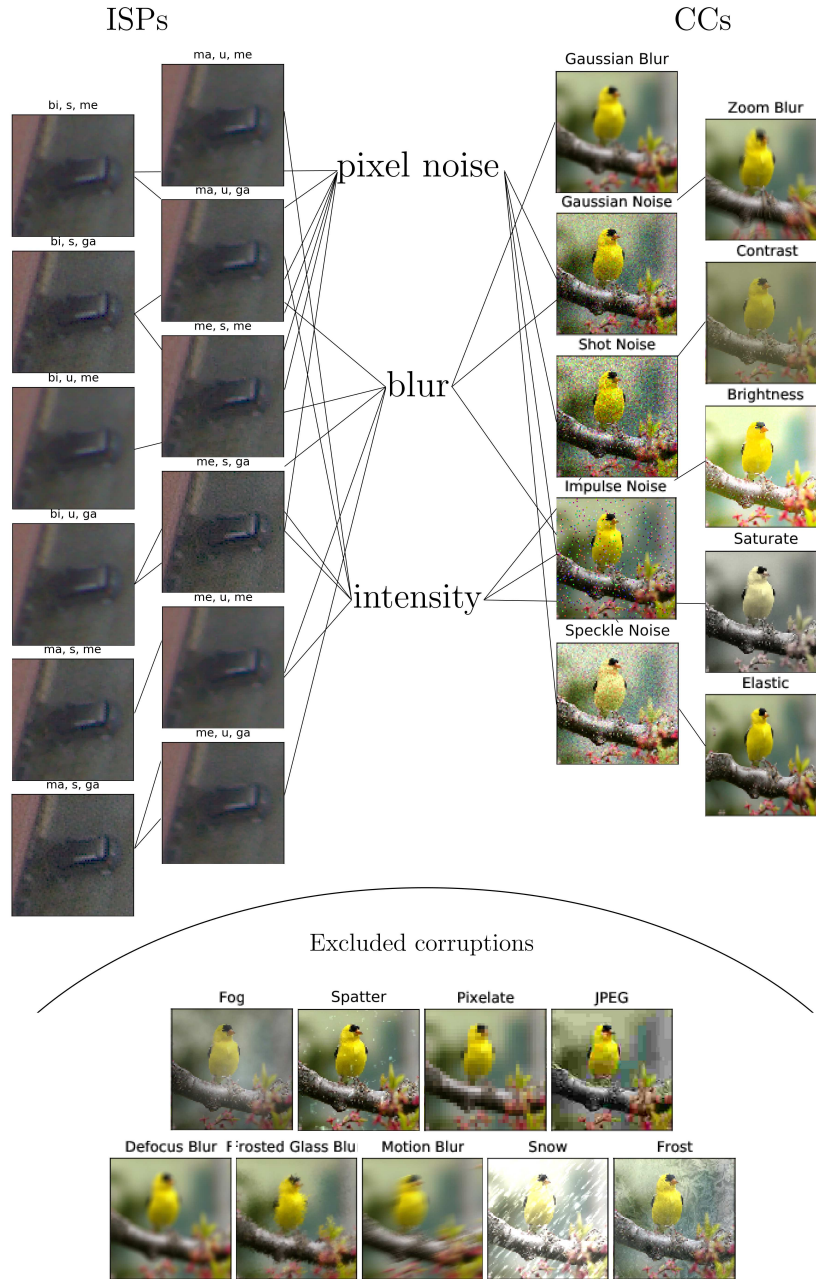 ISPs
CCs
ma, u, me
bi, s, me
ma, u, ga
bi, s, ga
me, s, me
bi, u, me
me, s, ga
bi, u, ga
me, u, me
ma, s, me
me, u, ga
ma, s, ga
pixel noise
blur
intensity
Gaussian Blur
Zoom Blur
Gaussian Noise
Contrast
Shot Noise
Brightness
Impulse Noise
Saturate
Speckle Noise
Elastic
Excluded corruptions
Fog
Spatter
Pixelate
JPEG
Defocus Blur
Frosted Glass Blur
Motion Blur
Snow
Frost